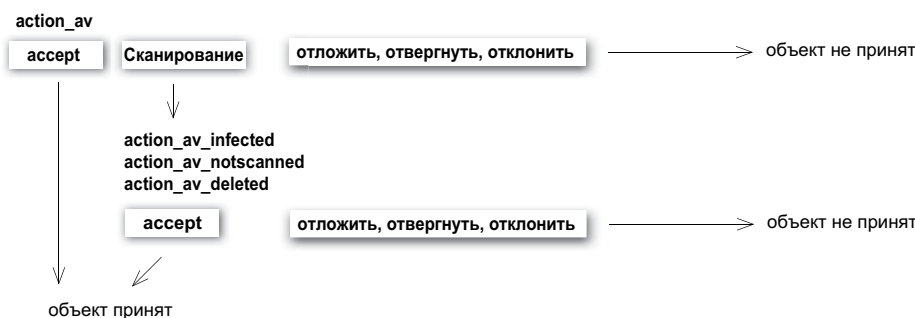 action_av
accept Сканирование отложить, отвергнуть, отклонить объект не принят
action_av_infected
action_av_notscanned
action_av_deleted
accept отложить, отвергнуть, отклонить объект не принят
объект принят